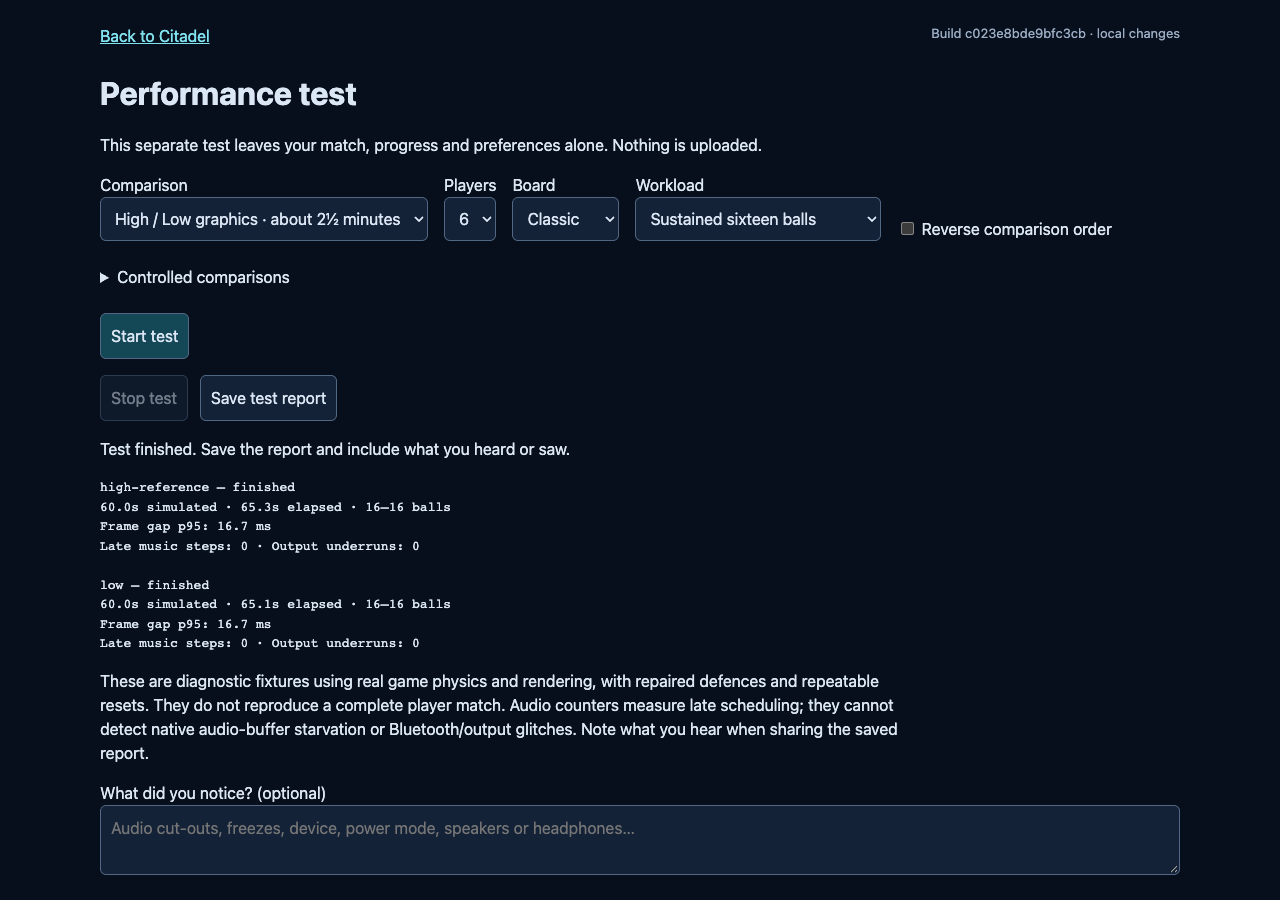 Back to Citadel
Build c023e8bde9bfc3cb · local changes
Performance test
This separate test leaves your match, progress and preferences alone. Nothing is uploaded.
Comparison
Players
Board
Workload
High / Low graphics · about 2½ minutes
6
Classic
Sustained sixteen balls
Reverse comparison order
Controlled comparisons
Start test
Stop test
Save test report
Test finished. Save the report and include what you heard or saw.
high-reference — finished
60.0s simulated · 65.3s elapsed · 16–16 balls
Frame gap p95: 16.7 ms
Late music steps: 0 · Output underruns: 0
low — finished
60.0s simulated · 65.1s elapsed · 16–16 balls
Frame gap p95: 16.7 ms
Late music steps: 0 · Output underruns: 0
These are diagnostic fixtures using real game physics and rendering, with repaired defences and repeatable
resets. They do not reproduce a complete player match. Audio counters measure late scheduling; they cannot
detect native audio-buffer starvation or Bluetooth/output glitches. Note what you hear when sharing the saved
report.
What did you notice? (optional)
Audio cut-outs, freezes, device, power mode, speakers or headphones...